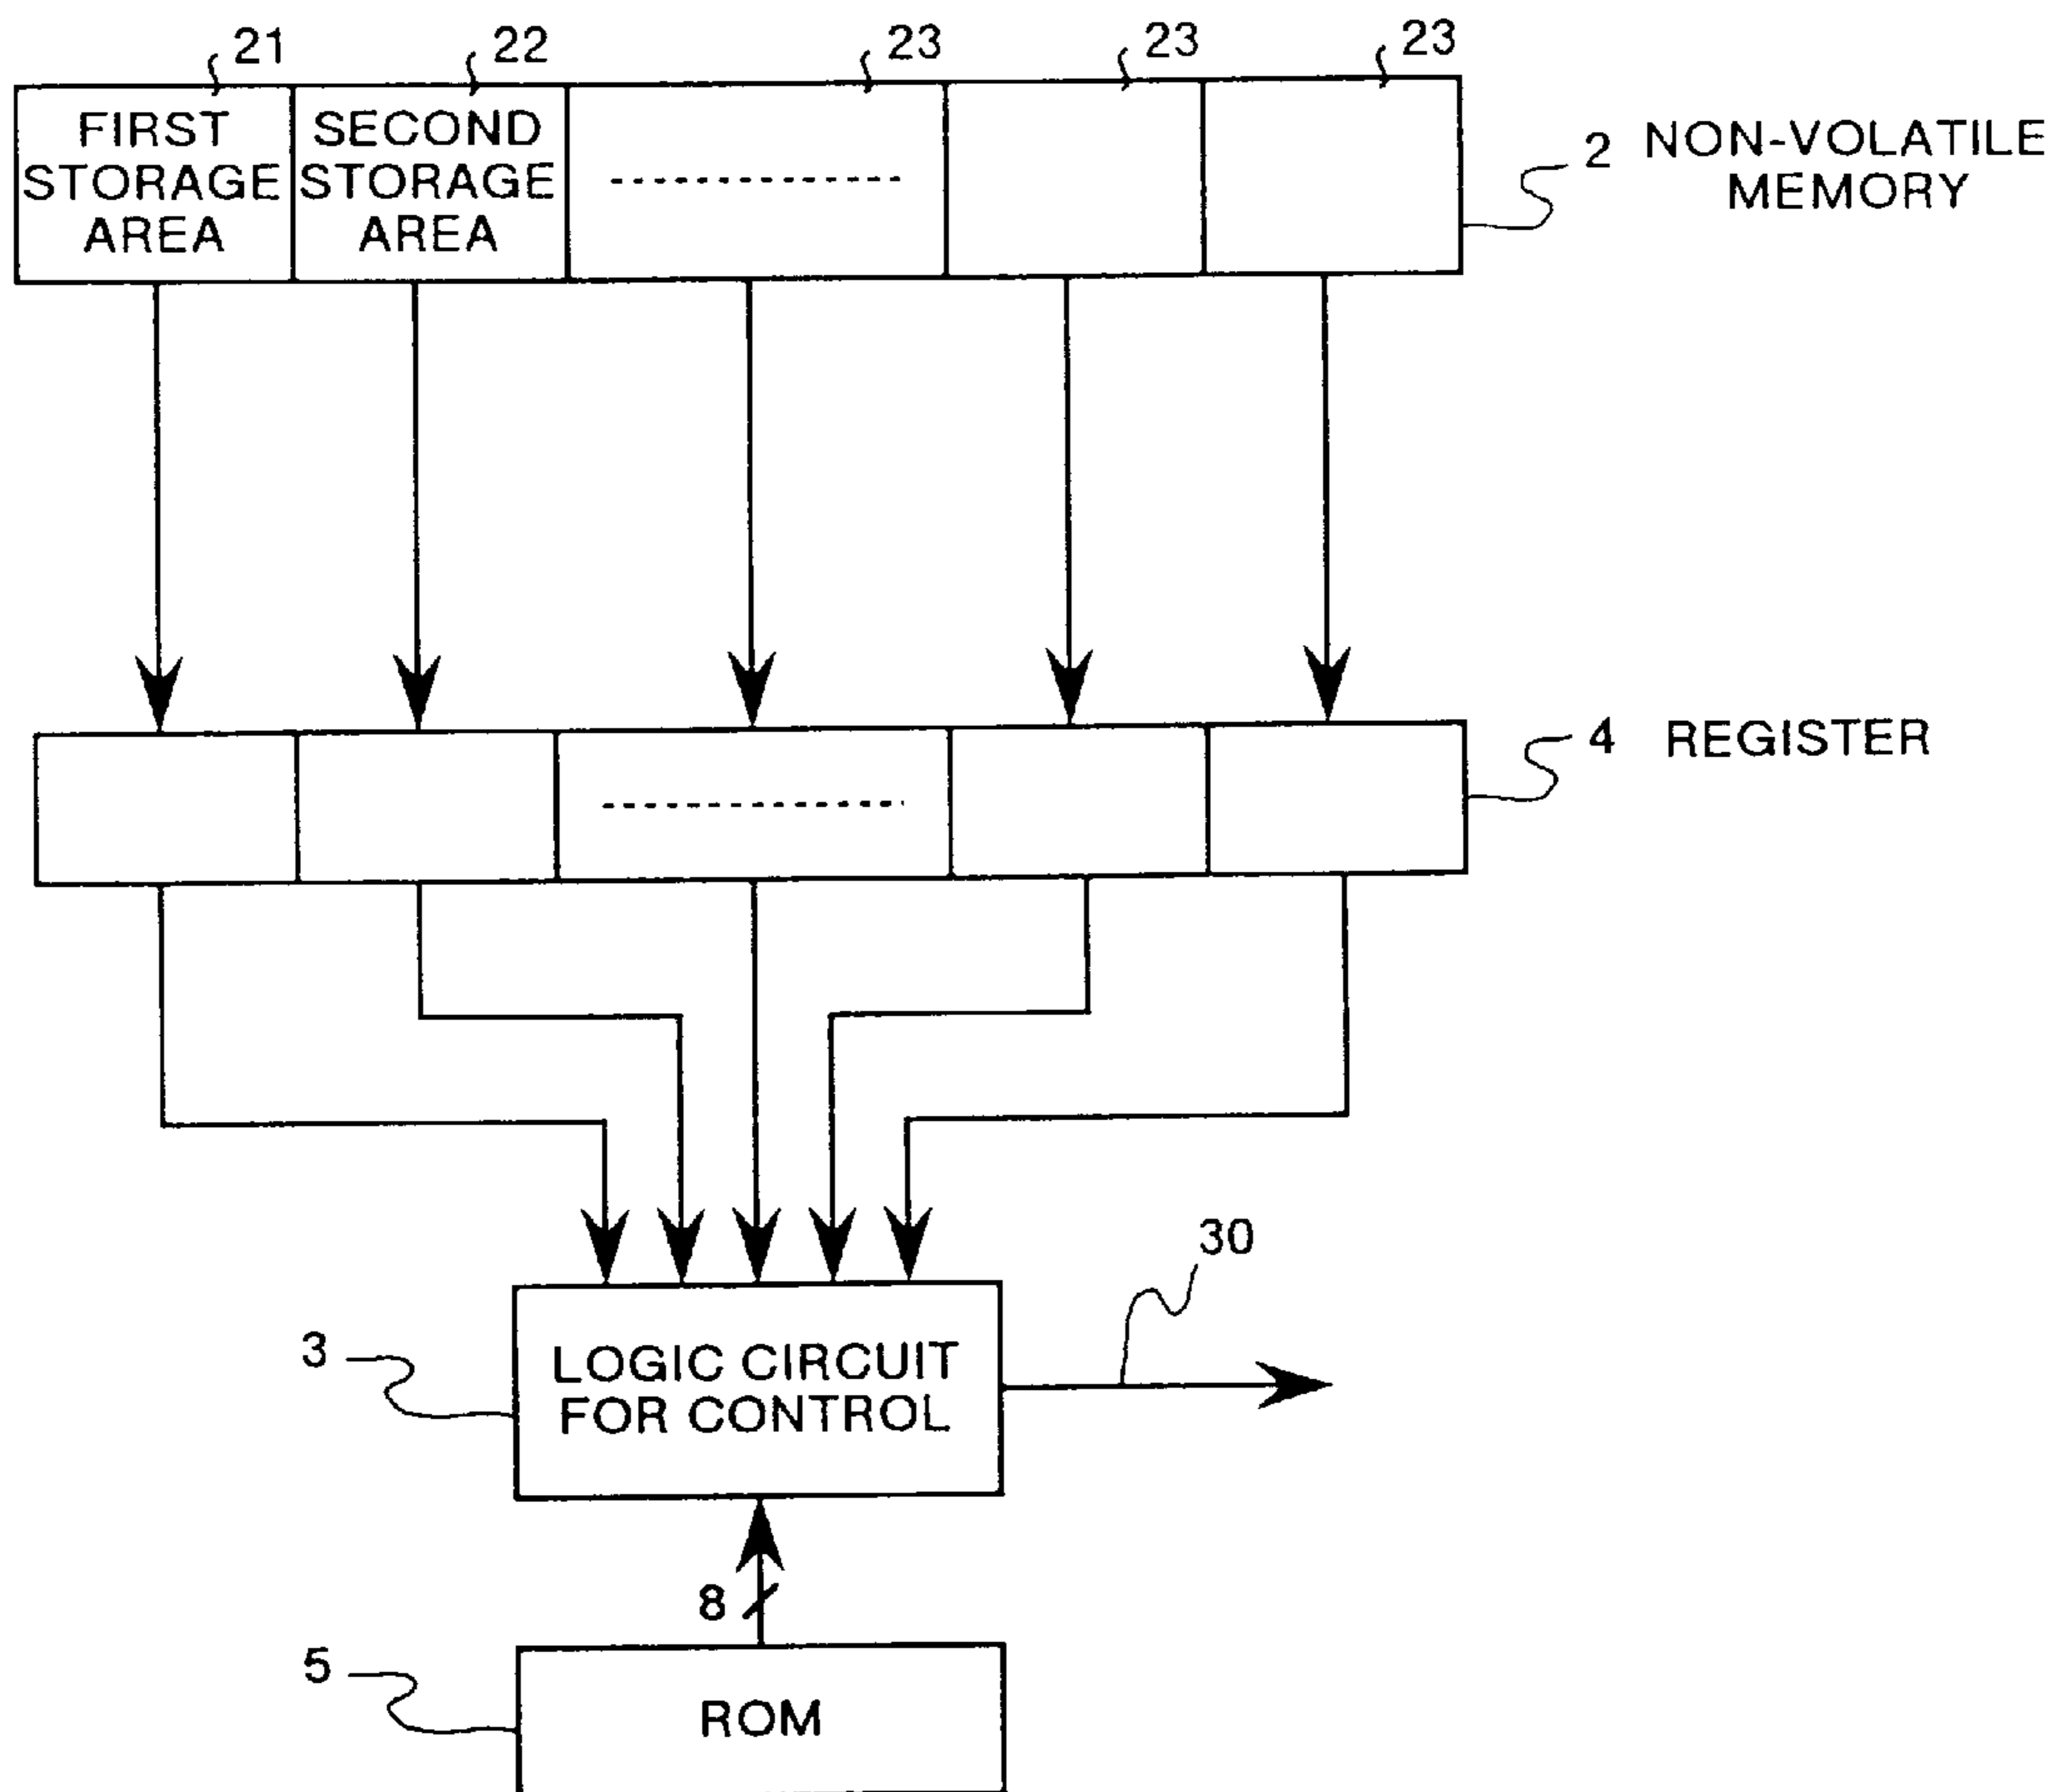 21 22 23 23 23
FIRST STORAGE AREA
SECOND STORAGE AREA
2 NON-VOLATILE MEMORY
4 REGISTER
30
3
LOGIC CIRCUIT
FOR CONTROL
8
5
ROM